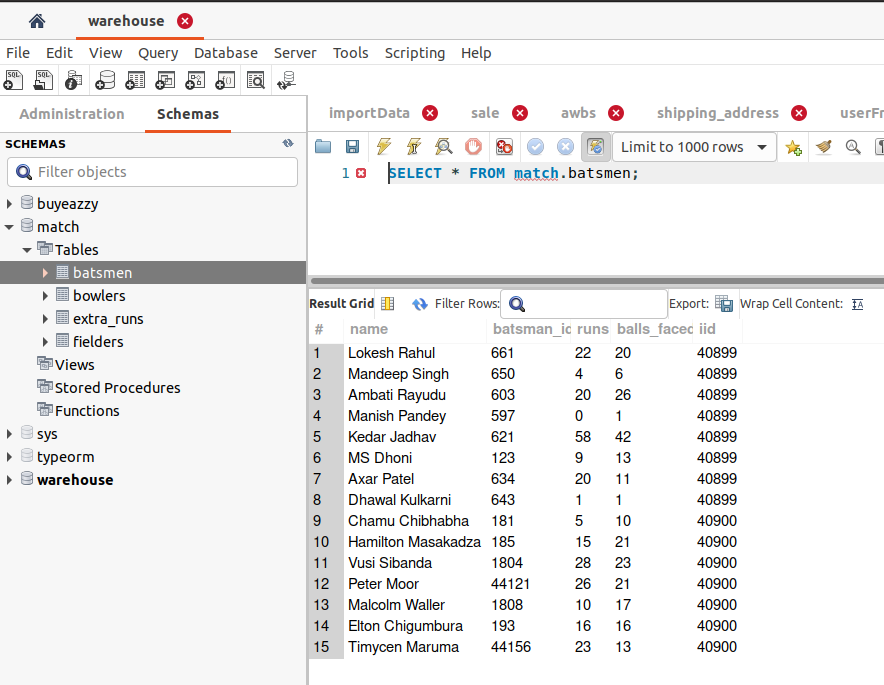 warehouse
File Edit View Query Database Server Tools Scripting Help
Administration Schemas
importData sale awbs shipping_address userFr
SCHEMAS
Filter objects
Limit to 1000 rows
1 SELECT * FROM match.batsmen;
buyeazzy
match
Tables
batsmen
bowlers
extra_runs
fielders
Views
Stored Procedures
Functions
sys
typeorm
warehouse
Result Grid Filter Rows: Export: Wrap Cell Content:
# name batsman_id runs balls_faced iid
1 Lokesh Rahul 661 22 20 40899
2 Mandeep Singh 650 4 6 40899
3 Ambati Rayudu 603 20 26 40899
4 Manish Pandey 597 0 1 40899
5 Kedar Jadhav 621 58 42 40899
6 MS Dhoni 123 9 13 40899
7 Axar Patel 634 20 11 40899
8 Dhawal Kulkarni 643 1 1 40899
9 Chamu Chibhabha 181 5 10 40900
10 Hamilton Masakadza 185 15 21 40900
11 Vusi Sibanda 1804 28 23 40900
12 Peter Moor 44121 26 21 40900
13 Malcolm Waller 1808 10 17 40900
14 Elton Chigumbura 193 16 16 40900
15 Timycen Maruma 44156 23 13 40900